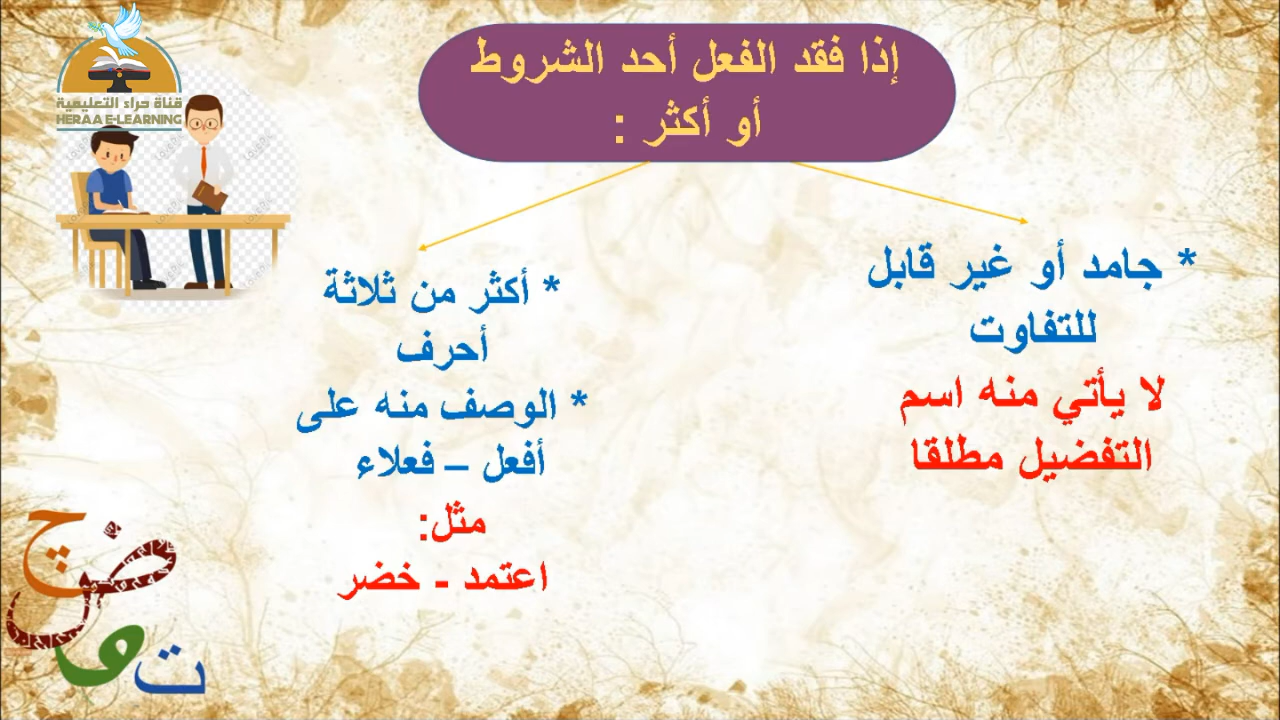 قناة حراء التعليمية
HERAA E-LEARNING
إذا فقد الفعل أحد الشروط
أو أكثر :
* جامد أو غير قابل
للتفاوت
لا يأتي منه اسم
التفضيل مطلقا
* أكثر من ثلاثة
أحرف
* الوصف منه على
أفعل – فعلاء
مثل:
اعتمد - خضر
ج
ض
و
ت